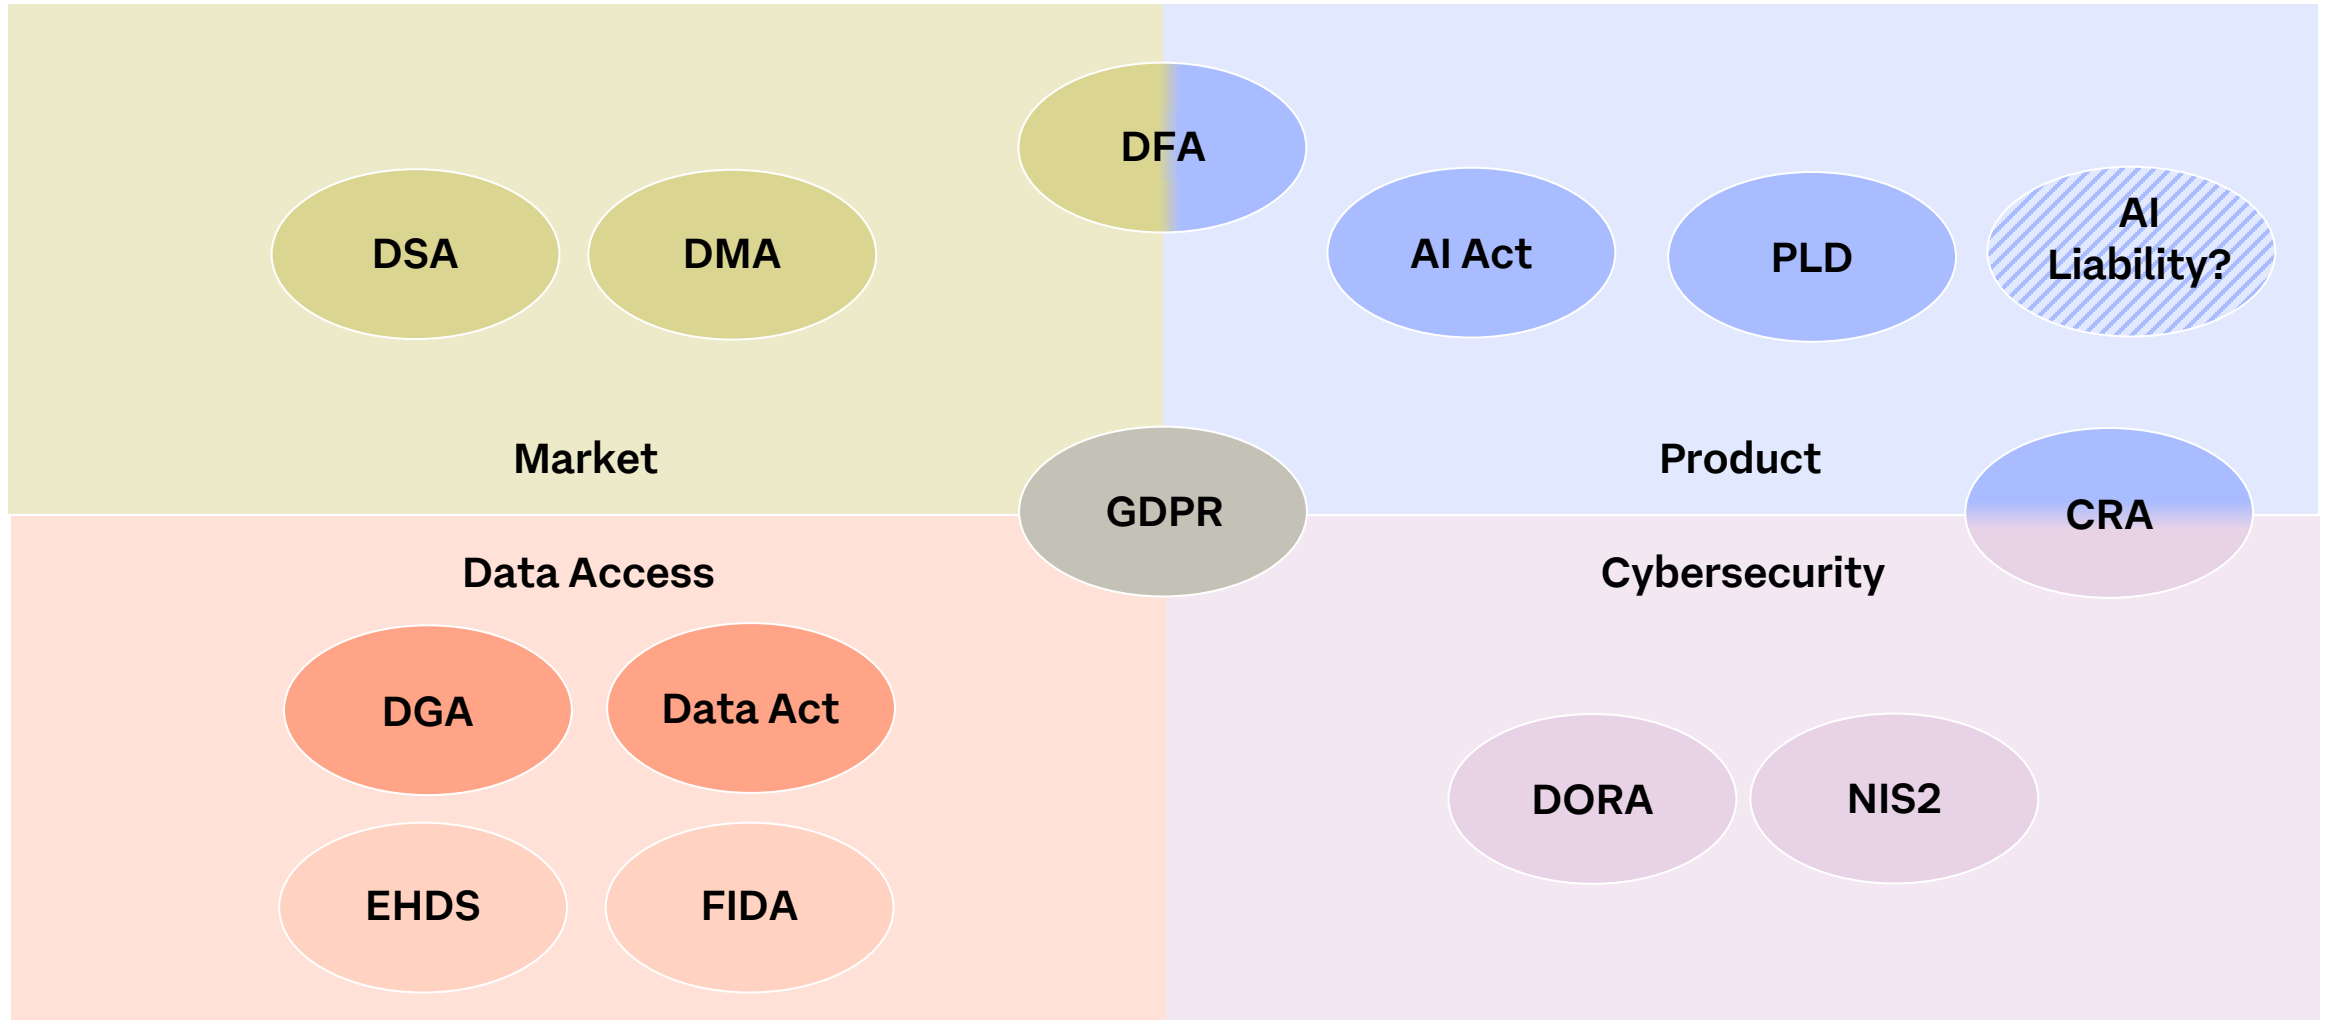 DFA
DSA
DMA
AI Act
PLD
AI
Liability?
Market
Product
GDPR
CRA
Data Access
Cybersecurity
DGA
Data Act
DORA
NIS2
EHDS
FIDA